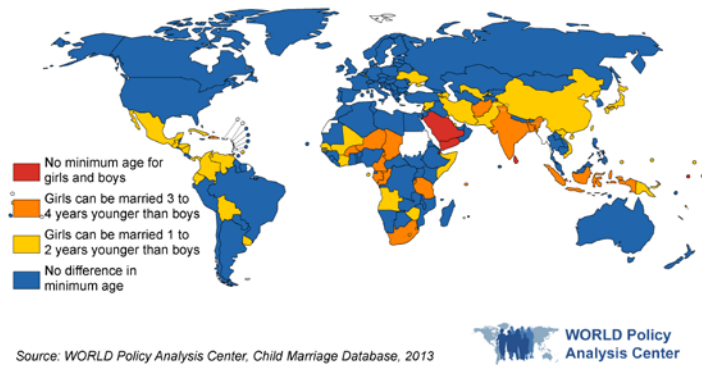 No minimum age for
girls and boys
Girls can be married 3 to
4 years younger than boys
Girls can be married 1 to
2 years younger than boys
No difference in
minimum age
Source: WORLD Policy Analysis Center, Child Marriage Database, 2013
WORLD Policy
Analysis Center